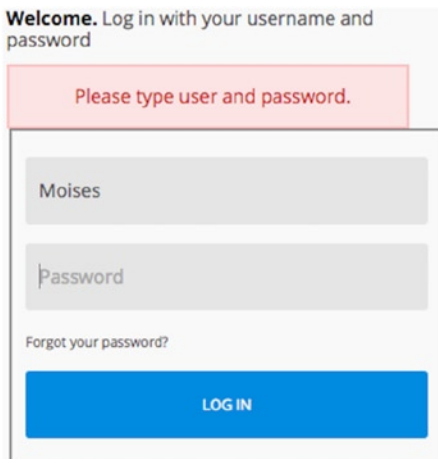 Welcome. Log in with your username and
password
Please type user and password.
Moises
Password
Forgot your password?
LOG IN